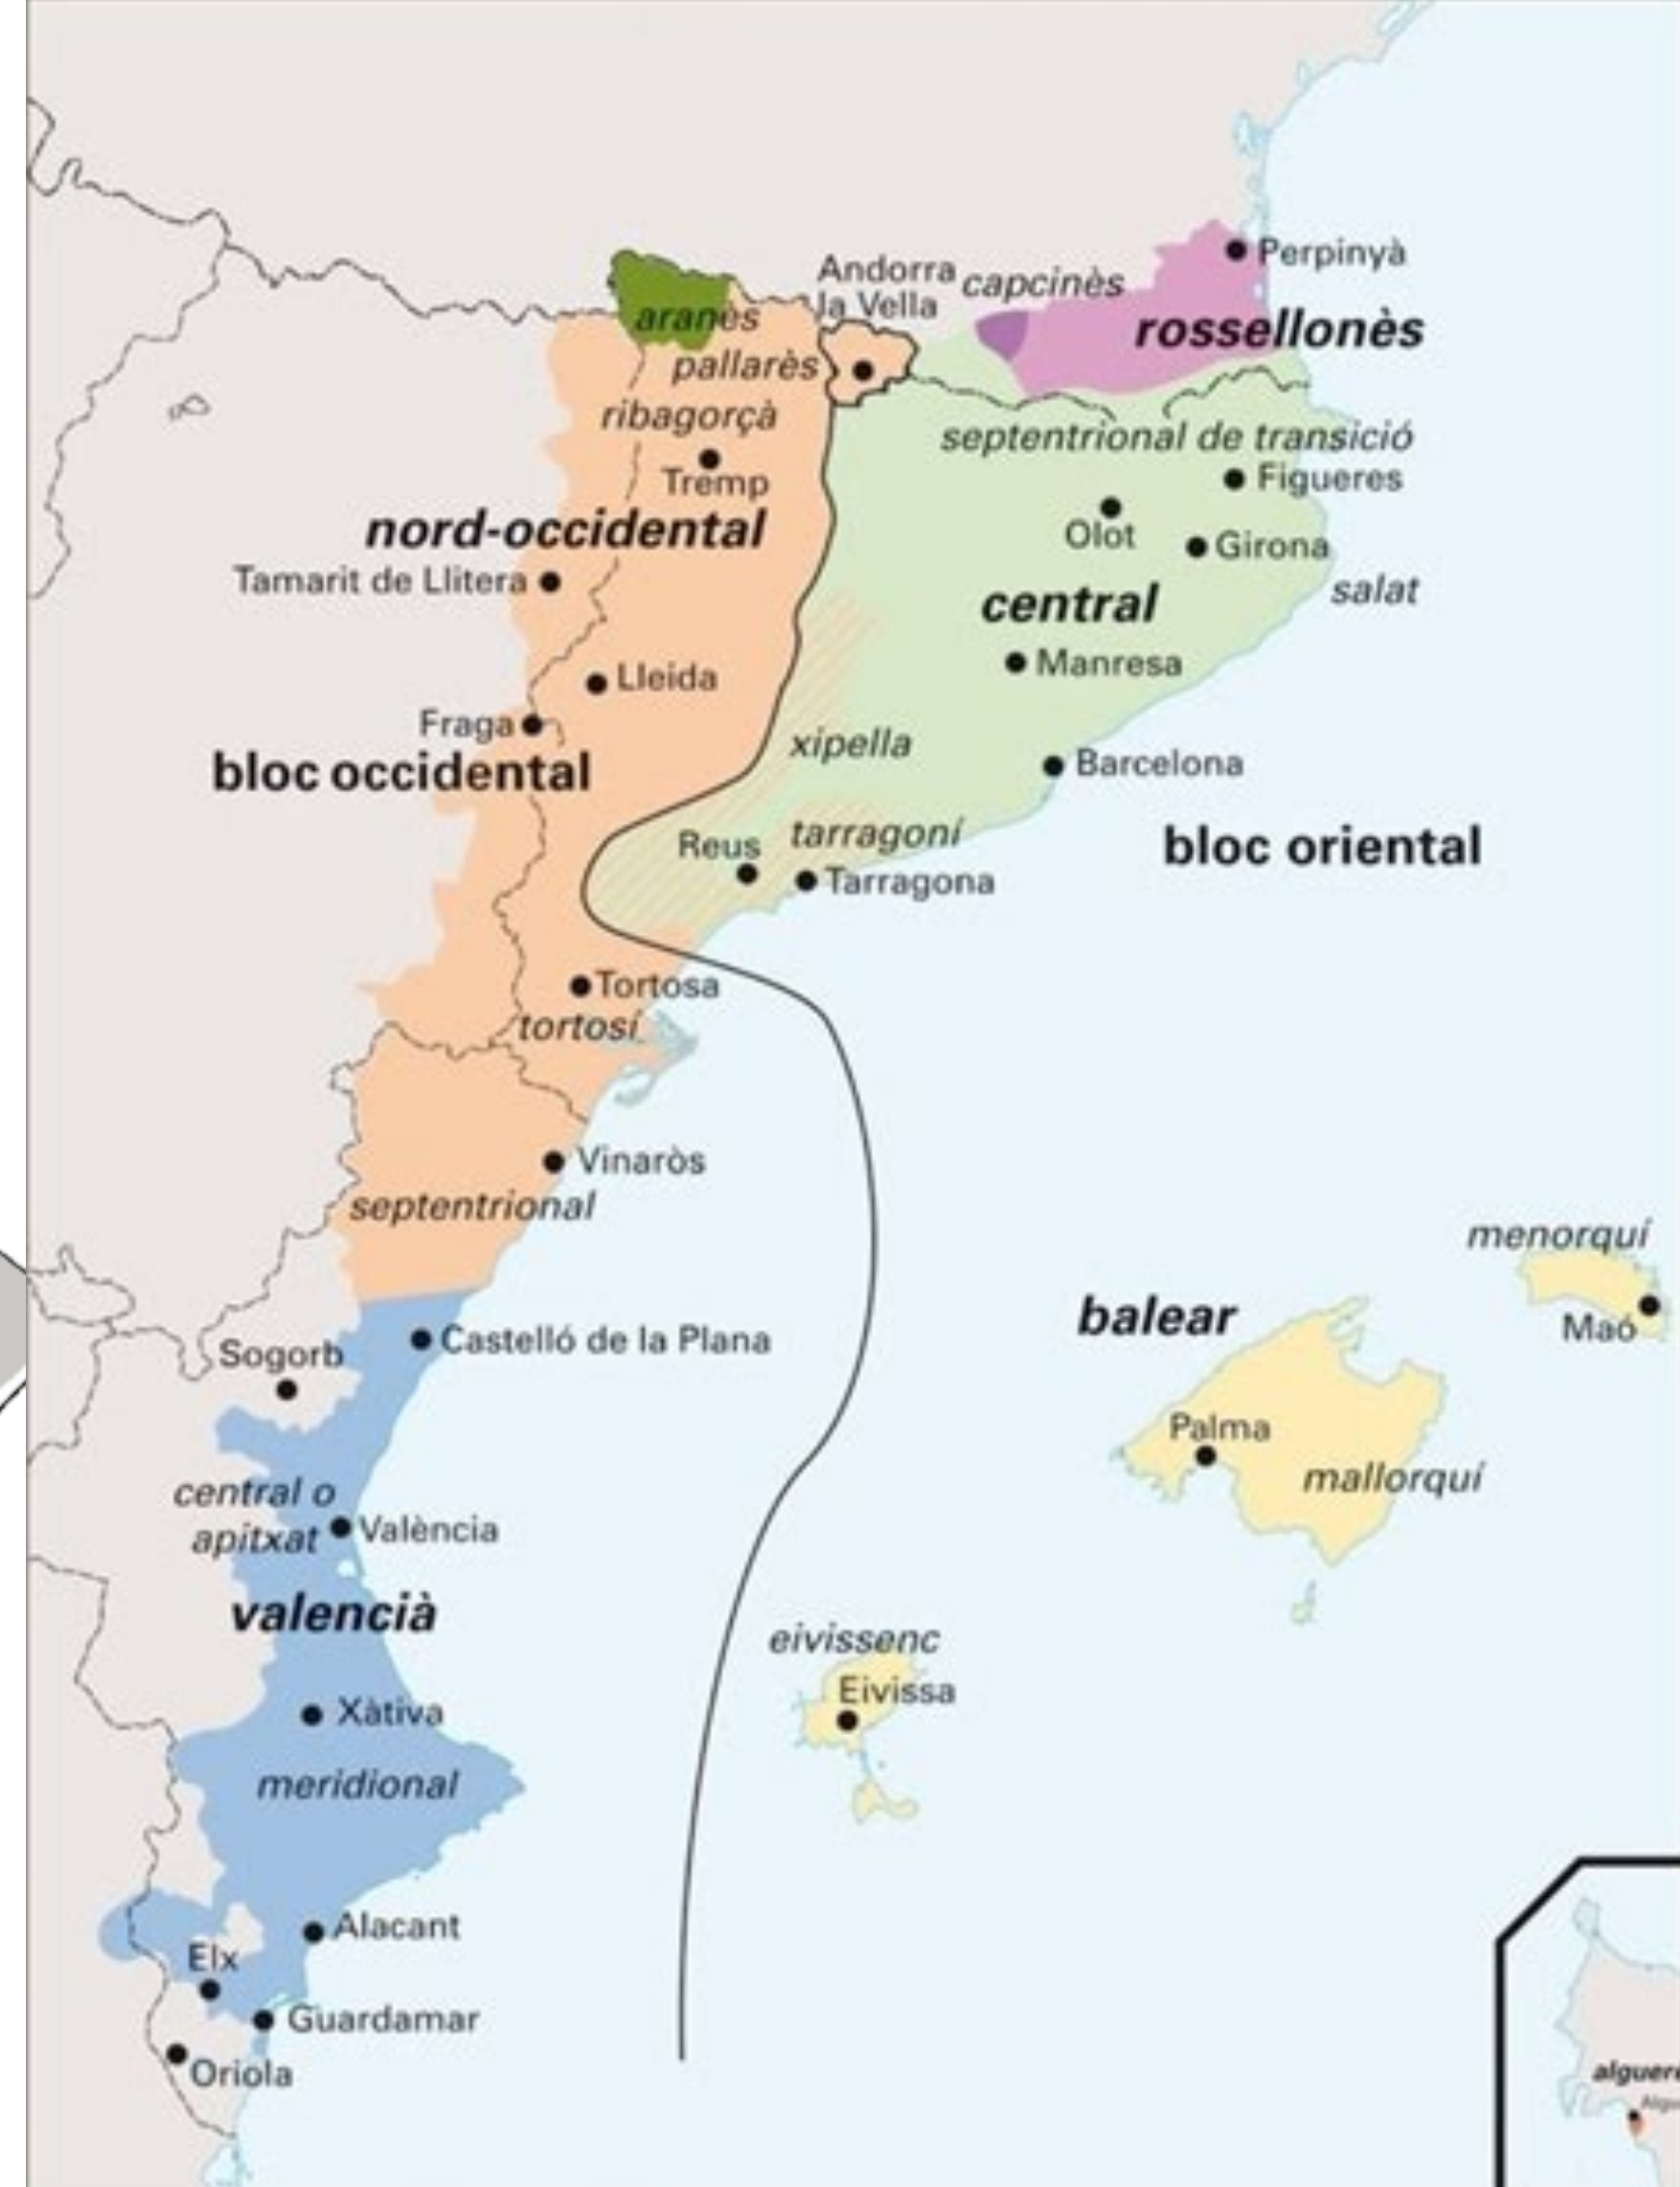 Perpinyà
Andorra
la Vella
capcinès
rossellonès
aranès
pallarès
ribagorçà
Tremp
septentrional de transició
Figueres
Olot
Girona
nord-occidental
Tamarit de Llitera
salat
central
Manresa
Lleida
Fraga
xipella
bloc occidental
Barcelona
Reus
tarragoní
bloc oriental
Tarragona
Tortosa
tortosí
Vinaròs
septentrional
menorquí
balear
Maó
Castelló de la Plana
Sogorb
Palma
mallorquí
central o
apitxat
València
valencià
eivissenc
Eivissa
Xàtiva
meridional
Alacant
Elx
Guardamar
Oriola